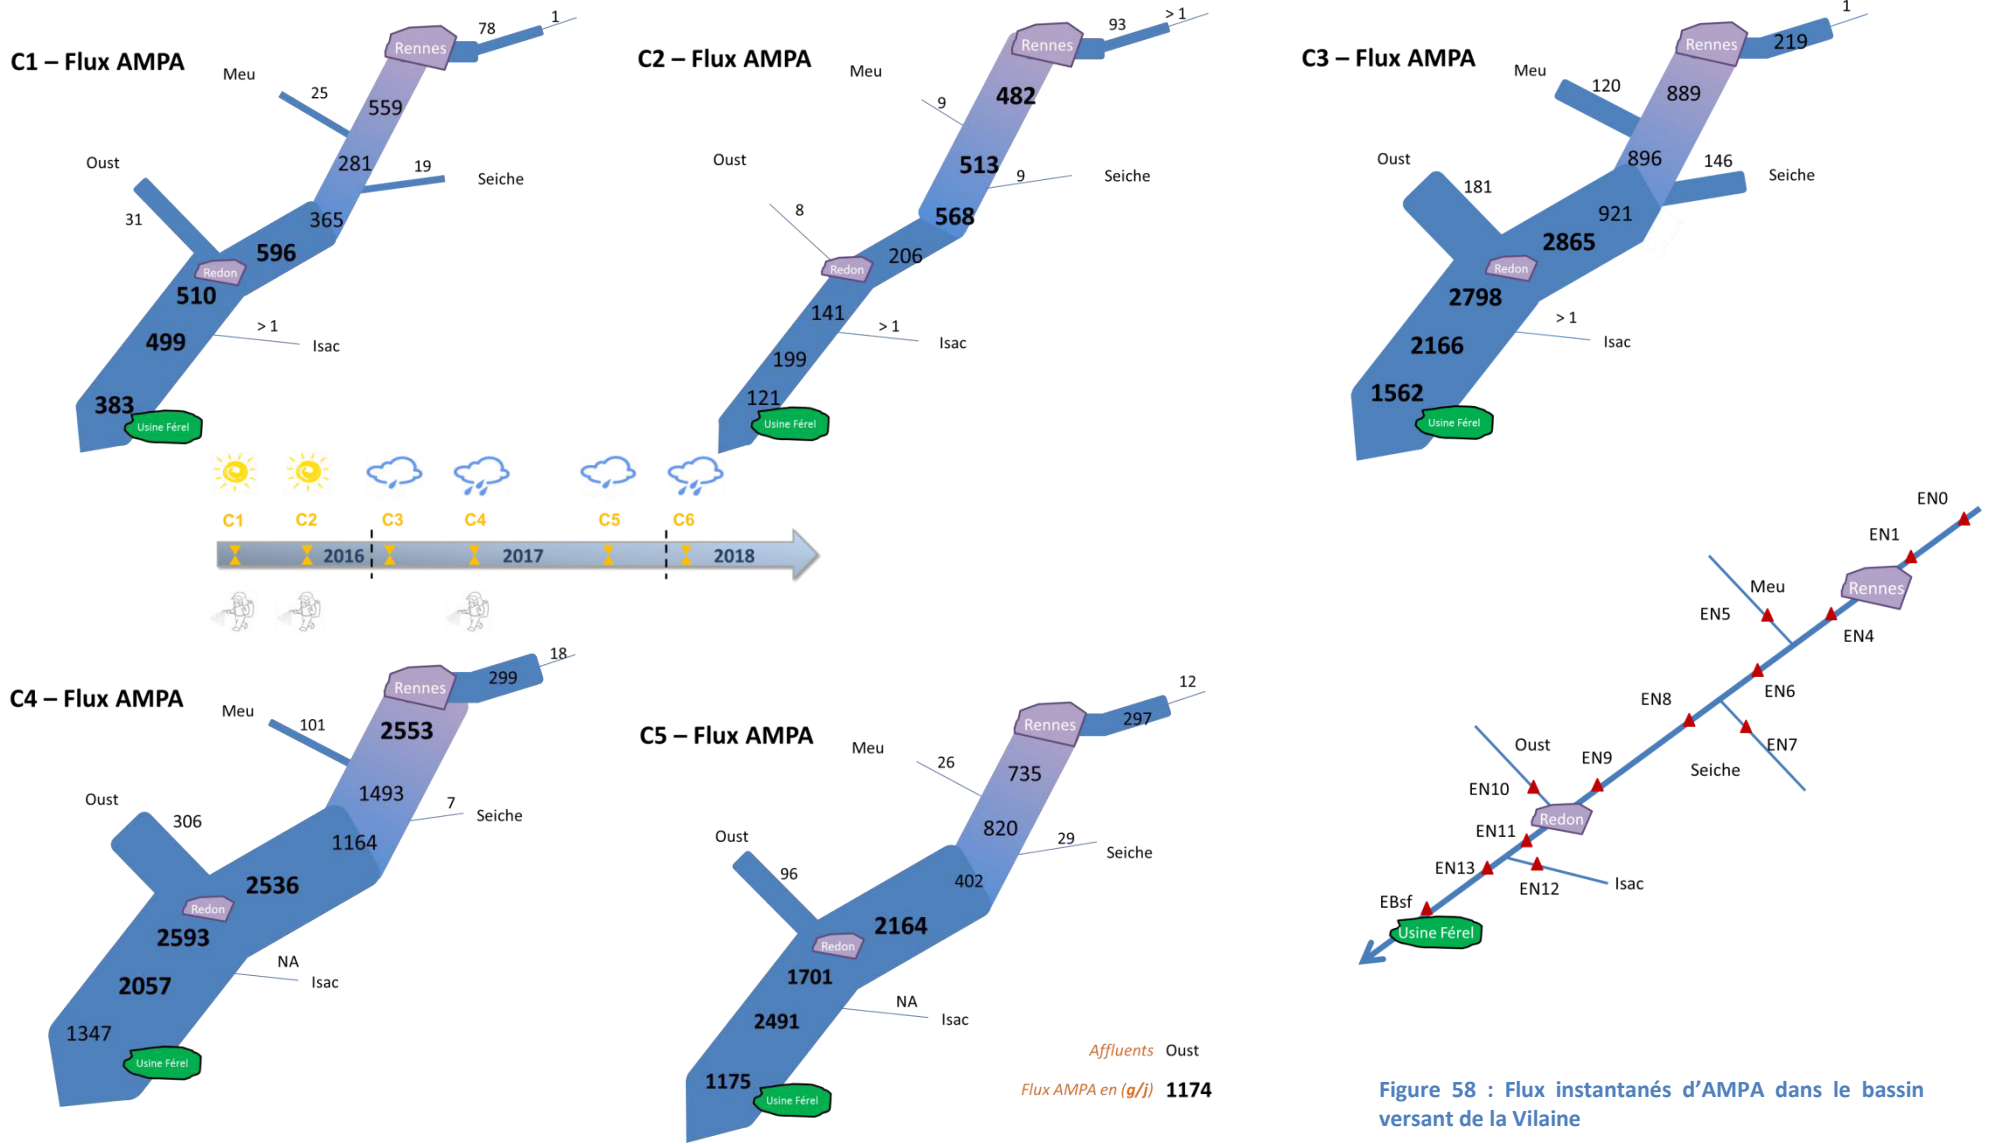 C1 – Flux AMPA
Rennes
78
1
559
Meu
25
281
19
Seiche
Oust
31
365
596
Redon
510
499
> 1
Isac
383
Usine Férel
C2 – Flux AMPA
Rennes
93
> 1
482
Meu
9
513
9
Seiche
Oust
8
568
206
Redon
141
> 1
Isac
199
121
Usine Férel
C3 – Flux AMPA
Rennes
219
1
889
Meu
120
896
146
Seiche
Oust
181
921
2865
Redon
2798
> 1
Isac
2166
1562
Usine Férel
C1
C2
C3
C4
C5
C6
2016
2017
2018
C4 – Flux AMPA
Rennes
299
18
2553
Meu
101
1493
7
Seiche
Oust
306
1164
2536
Redon
2593
NA
Isac
2057
1347
Usine Férel
C5 – Flux AMPA
Rennes
297
12
735
Meu
26
820
29
Seiche
Oust
96
402
2164
Redon
1701
NA
Isac
2491
1175
Usine Férel
EN0
EN1
Rennes
Meu
EN5
EN4
EN6
EN8
EN7
Seiche
Oust
EN9
EN10
Redon
EN11
EN13
EN12
Isac
EBsf
Usine Férel
Affluents Oust
Flux AMPA en (g/j) 1174
Figure 58 : Flux instantanés d’AMPA dans le bassin
versant de la Vilaine